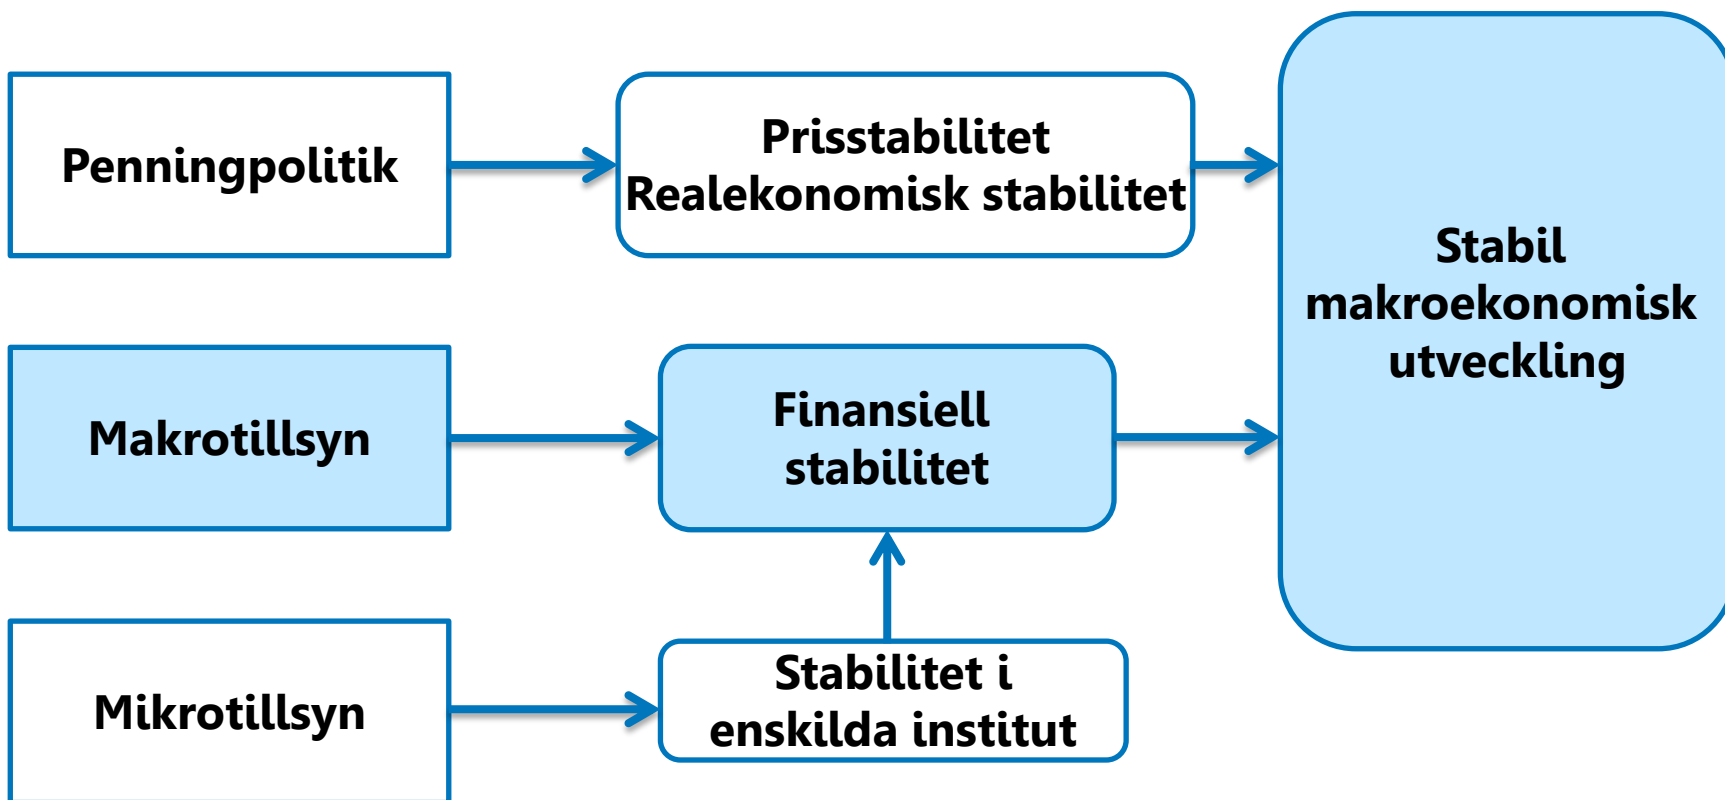 Penningpolitik
Prisstabilitet
Realekonomisk stabilitet
Stabil
makroekonomisk
utveckling
Makrotillsyn
Finansiell
stabilitet
Mikrotillsyn
Stabilitet i
enskilda institut